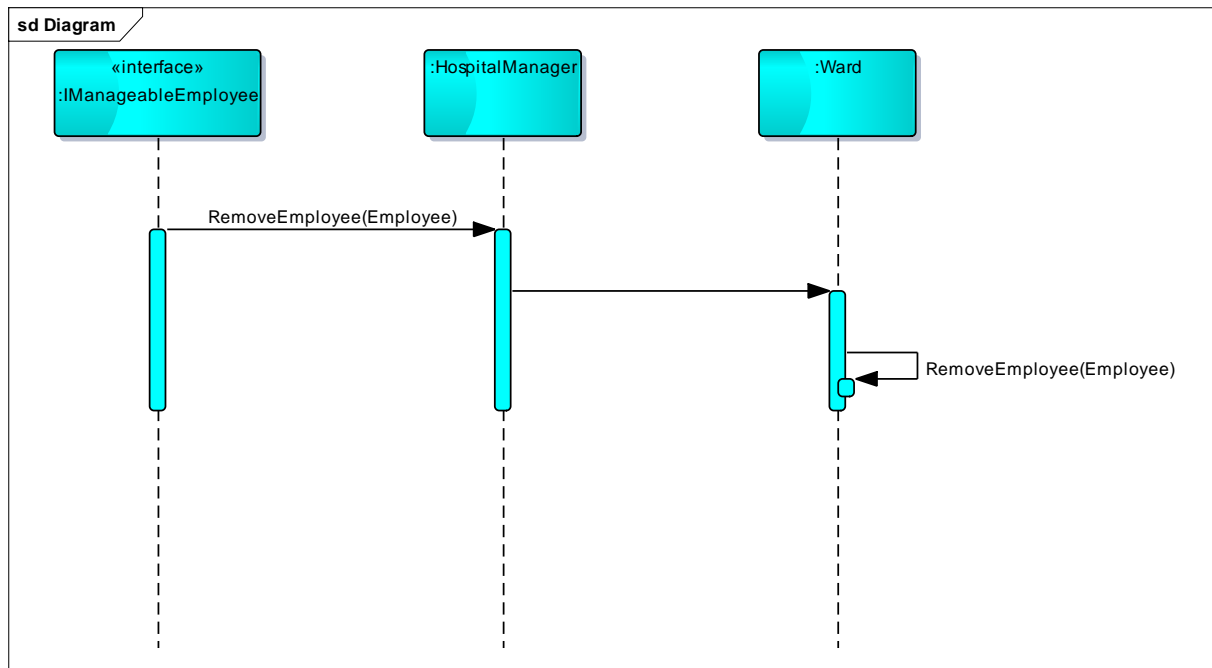 sd Diagram
«interface»
:IManageableEmployee
:HospitalManager
:Ward
RemoveEmployee(Employee)
RemoveEmployee(Employee)